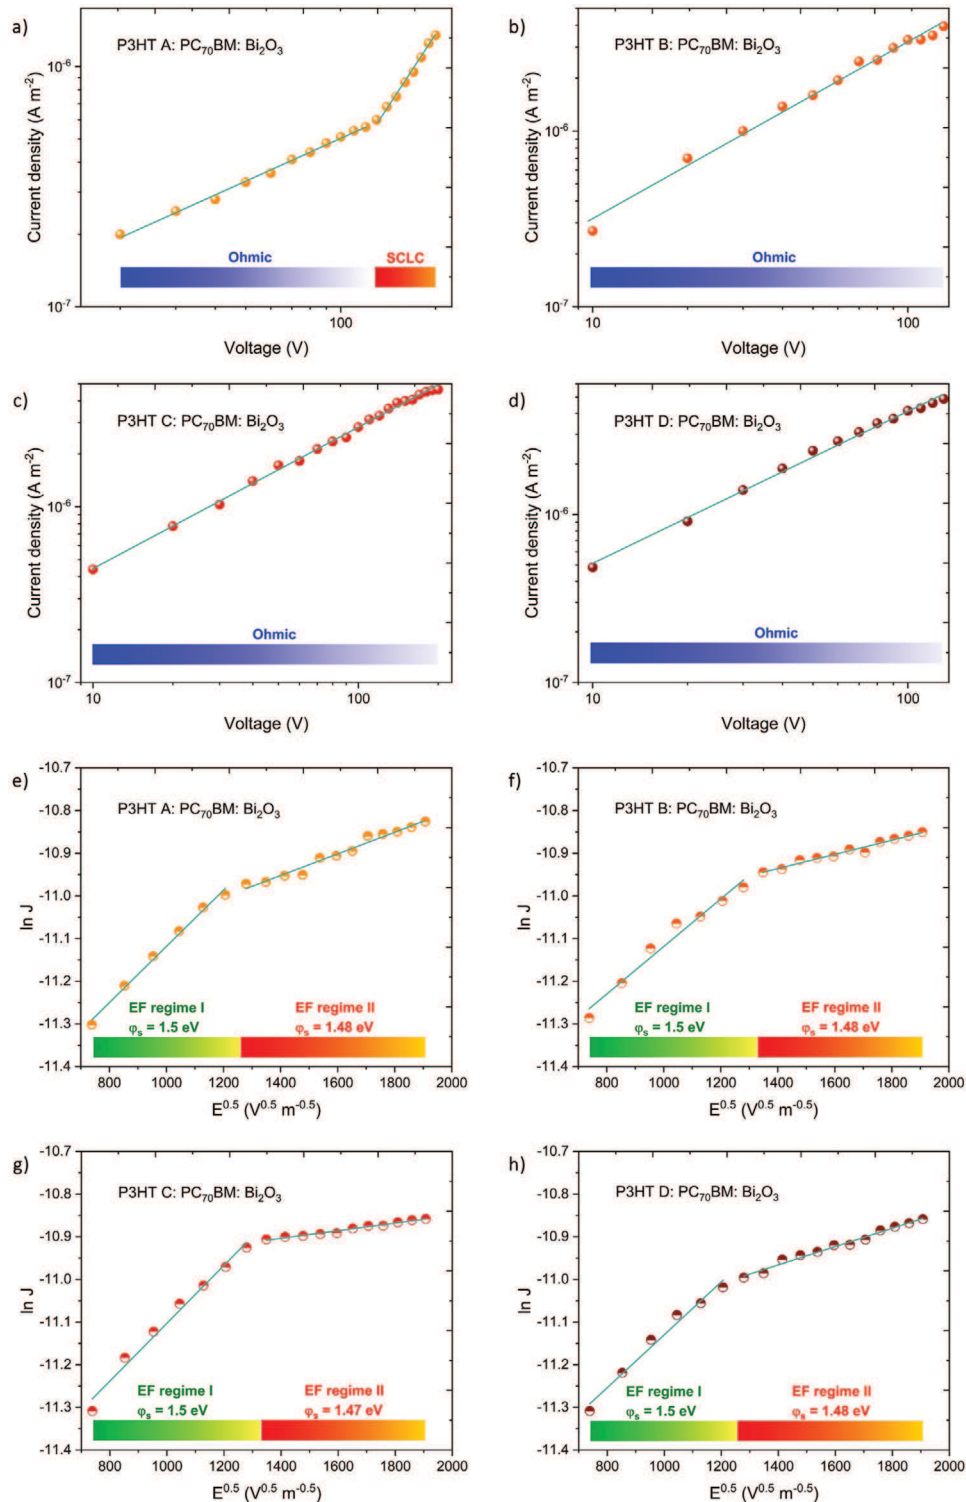 a)
P3HT A: PC₇₀BM: Bi₂O₃
Current density (A m⁻²)
10⁻⁶
10⁻⁷
Ohmic
SCLC
100
Voltage (V)
b)
P3HT B: PC₇₀BM: Bi₂O₃
Current density (A m⁻²)
10⁻⁶
Ohmic
10
100
Voltage (V)
c)
P3HT C: PC₇₀BM: Bi₂O₃
Current density (A m⁻²)
10⁻⁶
10⁻⁷
Ohmic
10
100
Voltage (V)
d)
P3HT D: PC₇₀BM: Bi₂O₃
Current density (A m⁻²)
10⁻⁶
10⁻⁷
Ohmic
10
100
Voltage (V)
e)
P3HT A: PC₇₀BM: Bi₂O₃
ln J
-10.7
-10.8
-10.9
-11.0
-11.1
-11.2
-11.3
-11.4
EF regime I
φₛ = 1.5 eV
EF regime II
φₛ = 1.48 eV
800 1000 1200 1400 1600 1800 2000
E⁰·⁵ (V⁰·⁵ m⁻⁰·⁵)
f)
P3HT B: PC₇₀BM: Bi₂O₃
ln J
-10.7
-10.8
-10.9
-11.0
-11.1
-11.2
-11.3
-11.4
EF regime I
φₛ = 1.5 eV
EF regime II
φₛ = 1.48 eV
800 1000 1200 1400 1600 1800 2000
E⁰·⁵ (V⁰·⁵ m⁻⁰·⁵)
g)
P3HT C: PC₇₀BM: Bi₂O₃
ln J
-10.7
-10.8
-10.9
-11.0
-11.1
-11.2
-11.3
-11.4
EF regime I
φₛ = 1.5 eV
EF regime II
φₛ = 1.47 eV
800 1000 1200 1400 1600 1800 2000
E⁰·⁵ (V⁰·⁵ m⁻⁰·⁵)
h)
P3HT D: PC₇₀BM: Bi₂O₃
ln J
-10.7
-10.8
-10.9
-11.0
-11.1
-11.2
-11.3
-11.4
EF regime I
φₛ = 1.5 eV
EF regime II
φₛ = 1.48 eV
800 1000 1200 1400 1600 1800 2000
E⁰·⁵ (V⁰·⁵ m⁻⁰·⁵)